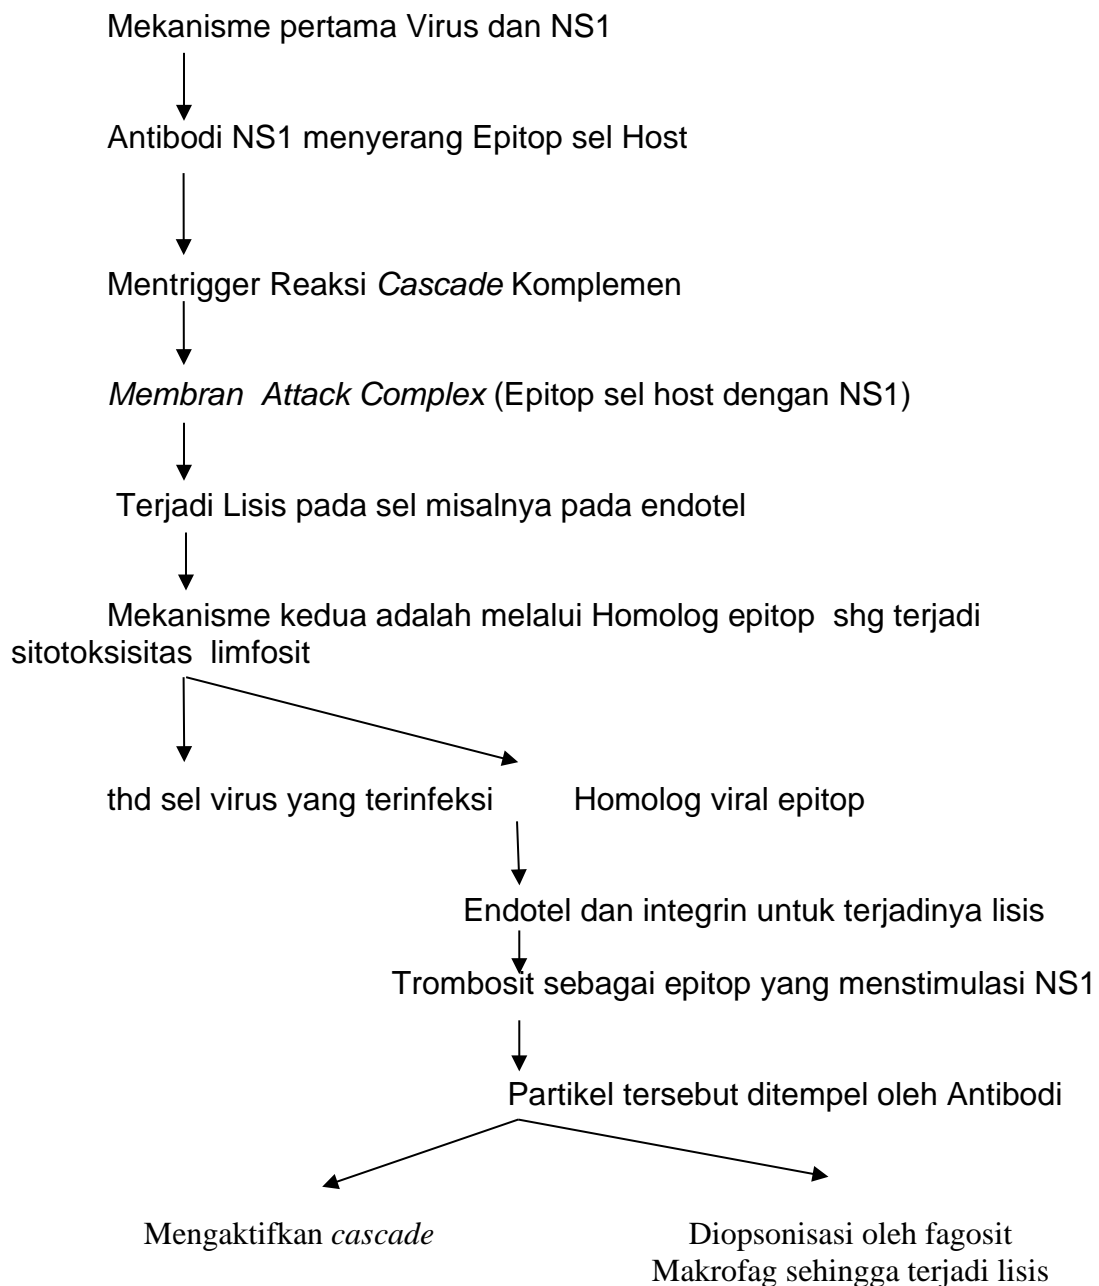 Mekanisme pertama Virus dan NS1
Antibodi NS1 menyerang Epitop sel Host
Mentrigger Reaksi Cascade Komplemen
Membran Attack Complex (Epitop sel host dengan NS1)
Terjadi Lisis pada sel misalnya pada endotel
Mekanisme kedua adalah melalui Homolog epitop shg terjadi
sitotoksisitas limfosit
thd sel virus yang terinfeksi
Homolog viral epitop
Endotel dan integrin untuk terjadinya lisis
Trombosit sebagai epitop yang menstimulasi NS1
Partikel tersebut ditempel oleh Antibodi
Mengaktifkan cascade
Diopsonisasi oleh fagosit
Makrofag sehingga terjadi lisis